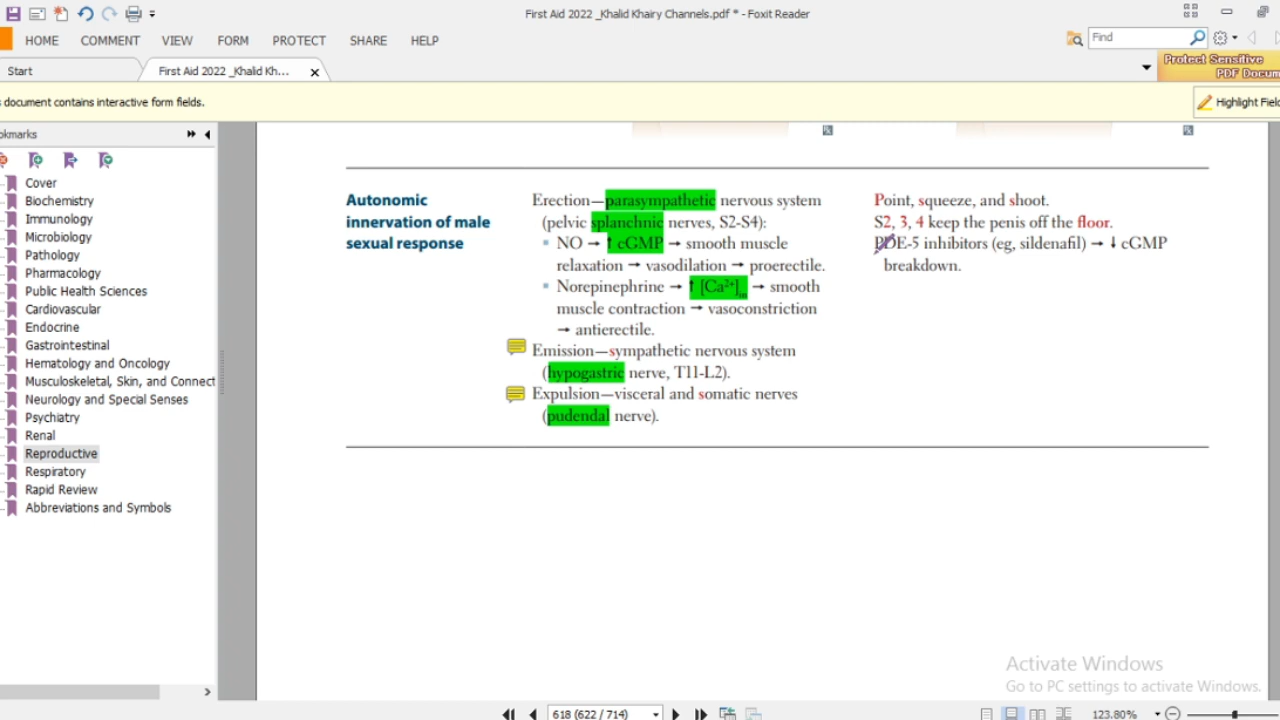 First Aid 2022 _Khalid Khairy Channels.pdf * - Foxit Reader
HOME COMMENT VIEW FORM PROTECT SHARE HELP
Find
Start
First Aid 2022 _Khalid Kh...
Protect Sensitive
PDF Docum
document contains interactive form fields.
Highlight Field
okmarks
Cover
Biochemistry
Immunology
Microbiology
Pathology
Pharmacology
Public Health Sciences
Cardiovascular
Endocrine
Gastrointestinal
Hematology and Oncology
Musculoskeletal, Skin, and Connect
Neurology and Special Senses
Psychiatry
Renal
Reproductive
Respiratory
Rapid Review
Abbreviations and Symbols
Autonomic
innervation of male
sexual response
Erection—parasympathetic nervous system
(pelvic splanchnic nerves, S2-S4):
NO → ↑ cGMP → smooth muscle
relaxation → vasodilation → proerectile.
Norepinephrine → ↑ [Ca²⁺]in → smooth
muscle contraction → vasoconstriction
→ antierectile.
Emission—sympathetic nervous system
(hypogastric nerve, T11-L2).
Expulsion—visceral and somatic nerves
(pudendal nerve).
Point, squeeze, and shoot.
S2, 3, 4 keep the penis off the floor.
PDE-5 inhibitors (eg, sildenafil) → ↓ cGMP
breakdown.
Activate Windows
Go to PC settings to activate Windows.
618 (622 / 714)
123.80%